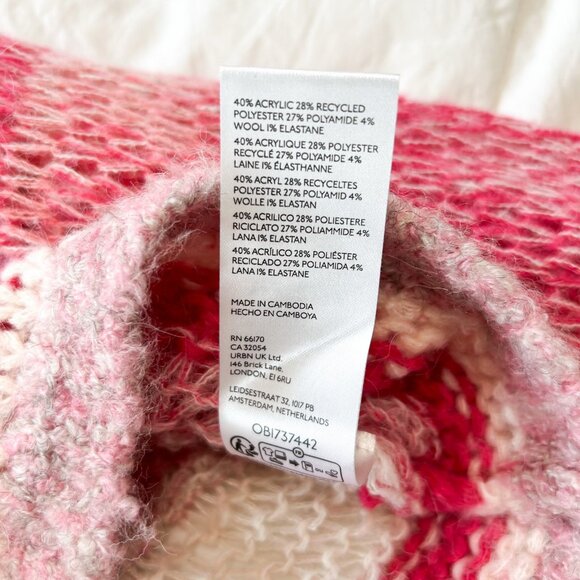 40% ACRYLIC 28% RECYCLED
POLYESTER 27% POLYAMIDE 4%
WOOL 1% ELASTANE
40% ACRYLIQUE 28% POLYESTER
RECYCLÉ 27% POLYAMIDE 4%
LAINE 1% ÉLASTHANNE
40% ACRYL 28% RECYCELTES
POLYESTER 27% POLYAMID 4%
WOLLE 1% ELASTAN
40% ACRILICO 28% POLIESTERE
RICICLATO 27% POLIAMMIDE 4%
LANA 1% ELASTAN
40% ACRÍLICO 28% POLIÉSTER
RECICLADO 27% POLIAMIDA 4%
LANA 1% ELASTANE
MADE IN CAMBODIA
HECHO EN CAMBOYA
RN 66170
CA 32054
URBN UK Ltd.
146 Brick Lane,
LONDON, E1 6RU
LEIDSESTRAAT 32, 1017 PB
AMSTERDAM, NETHERLANDS
OB1737442
FR
OU